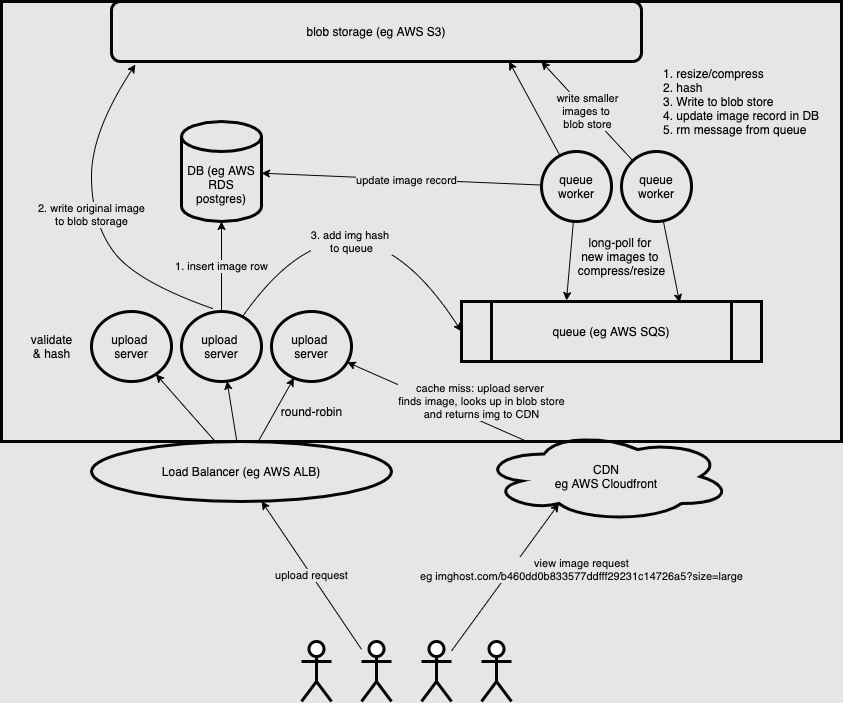 blob storage (eg AWS S3)
1. resize/compress
2. hash
3. Write to blob store
4. update image record in DB
5. rm message from queue
write smaller
images to
blob store
DB (eg AWS
RDS
postgres)
update image record
queue
worker
queue
worker
2. write original image
to blob storage
3. add img hash
to queue
long-poll for
new images to
compress/resize
1. insert image row
validate
& hash
upload
server
upload
server
upload
server
queue (eg AWS SQS)
cache miss: upload server
finds image, looks up in blob store
and returns img to CDN
round-robin
Load Balancer (eg AWS ALB)
CDN
eg AWS Cloudfront
upload request
view image request
eg imghost.com/b460dd0b833577ddfff29231c14726a5?size=large